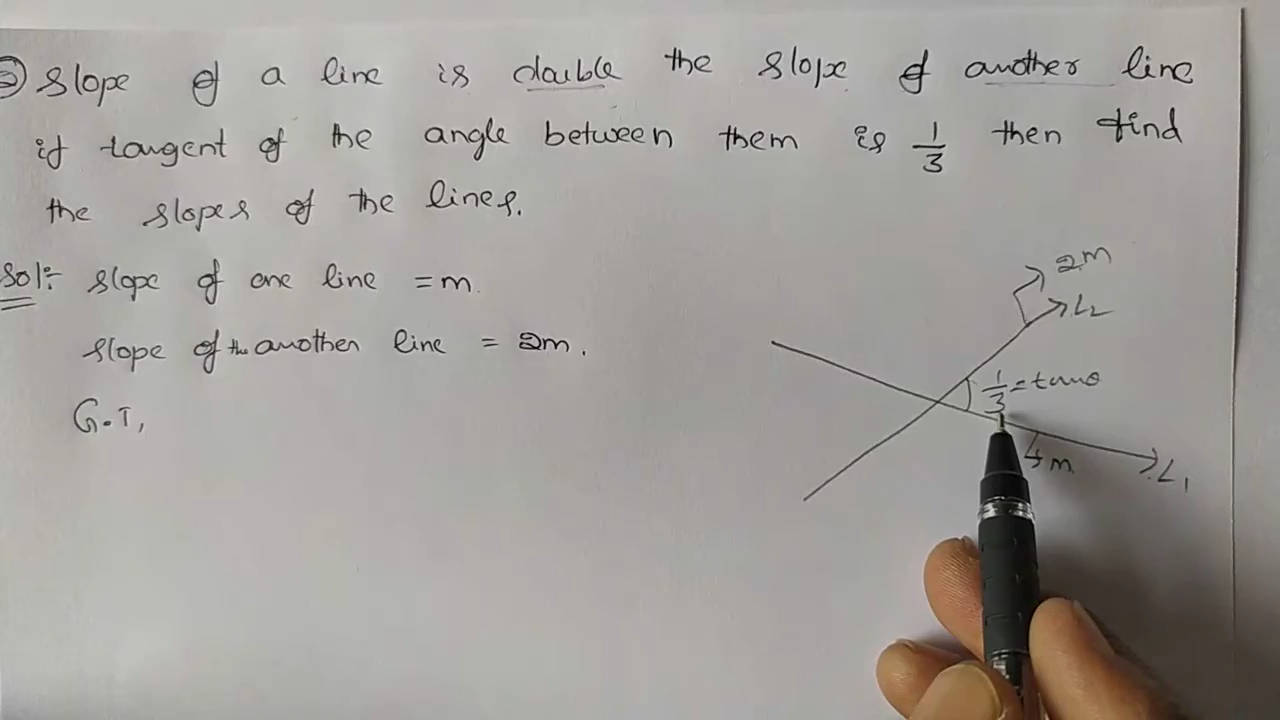 ② slope of a line is double the slope of another line
if tangent of the angle between them is 1/3 then find
the slopes of the lines.
Sol:- slope of one line = m.
slope of the another line = 2m.
G.T,
2m
L₂
1/3 = tanθ
m
L₁